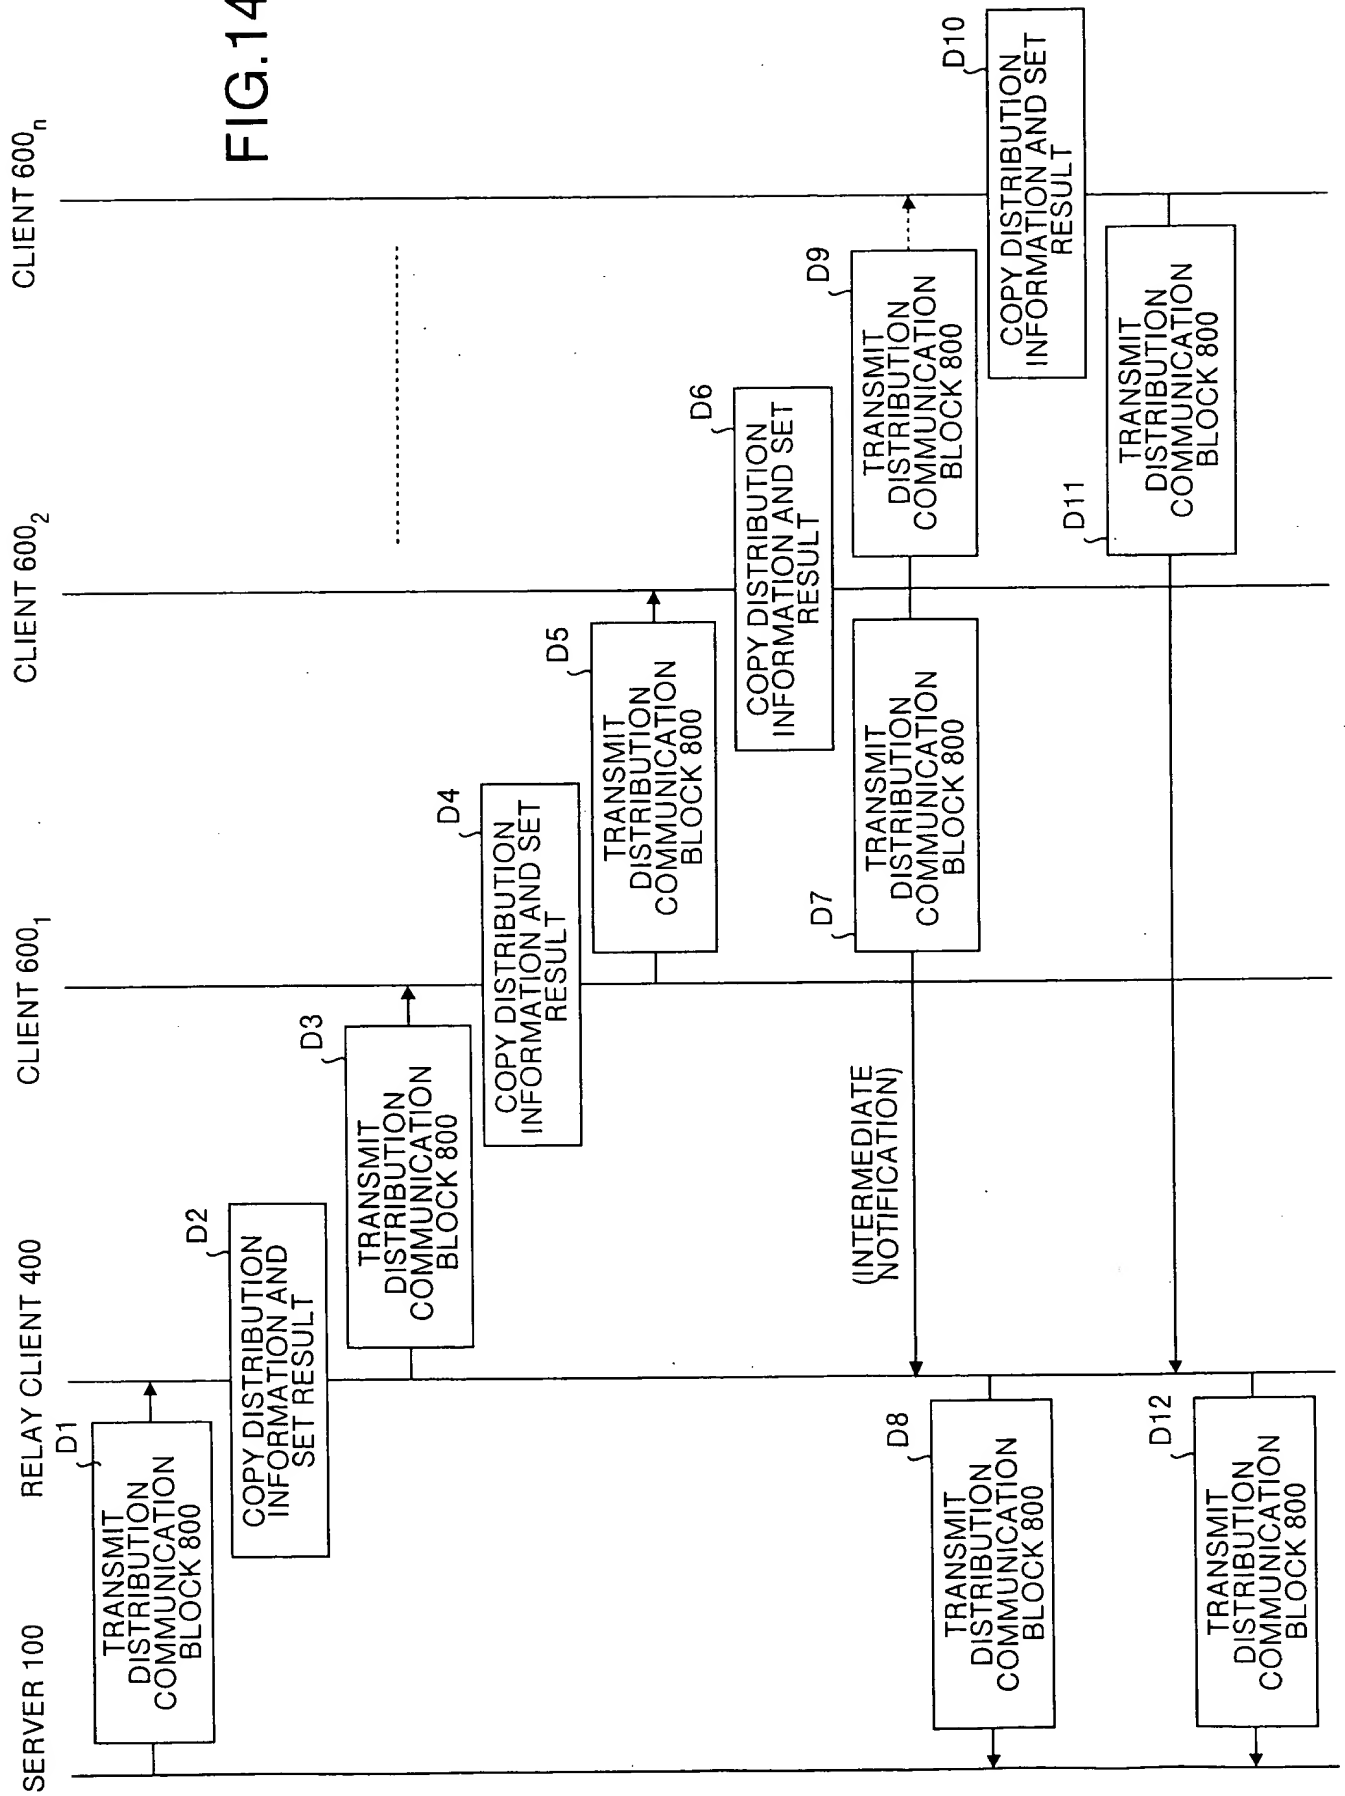 FIG.14
SERVER 100
RELAY CLIENT 400
CLIENT 600₁
CLIENT 600₂
CLIENT 600ₙ
D1
TRANSMIT
DISTRIBUTION
COMMUNICATION
BLOCK 800
D2
COPY DISTRIBUTION
INFORMATION AND
SET RESULT
D3
TRANSMIT
DISTRIBUTION
COMMUNICATION
BLOCK 800
D4
COPY DISTRIBUTION
INFORMATION AND SET
RESULT
D5
TRANSMIT
DISTRIBUTION
COMMUNICATION
BLOCK 800
D6
COPY DISTRIBUTION
INFORMATION AND SET
RESULT
D7
TRANSMIT
DISTRIBUTION
COMMUNICATION
BLOCK 800
(INTERMEDIATE
NOTIFICATION)
D8
TRANSMIT
DISTRIBUTION
COMMUNICATION
BLOCK 800
D9
TRANSMIT
DISTRIBUTION
COMMUNICATION
BLOCK 800
D10
COPY DISTRIBUTION
INFORMATION AND SET
RESULT
D11
TRANSMIT
DISTRIBUTION
COMMUNICATION
BLOCK 800
D12
TRANSMIT
DISTRIBUTION
COMMUNICATION
BLOCK 800